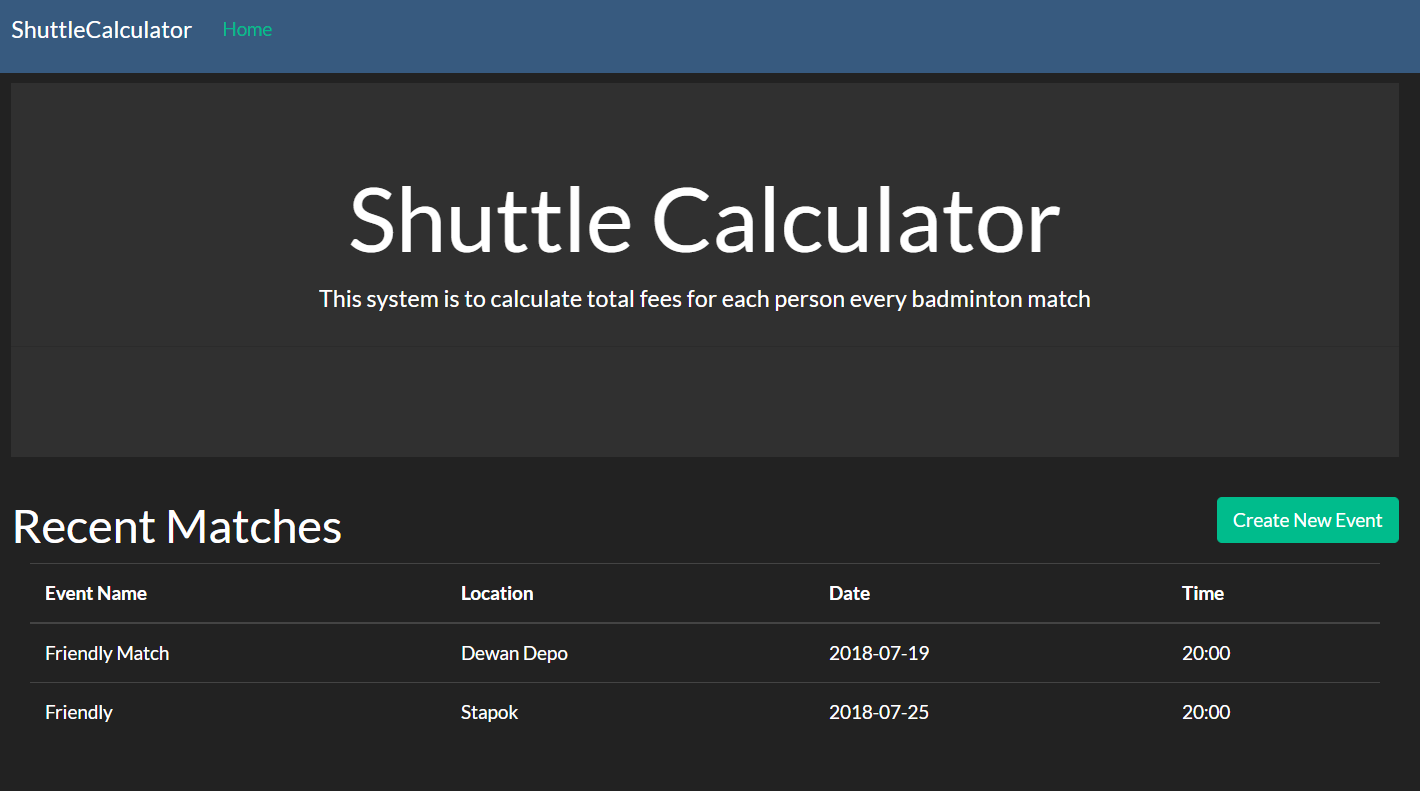 ShuttleCalculator Home
Shuttle Calculator
This system is to calculate total fees for each person every badminton match
Recent Matches
Create New Event
Event Name Location Date Time
Friendly Match Dewan Depo 2018-07-19 20:00
Friendly Stapok 2018-07-25 20:00